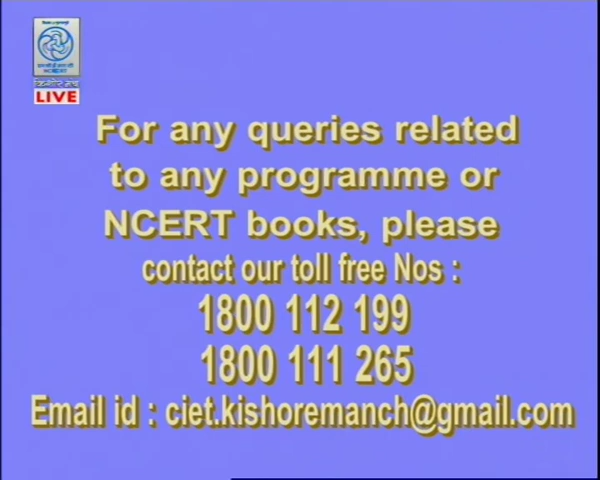 NCERT
किशोर मंच
LIVE
For any queries related
to any programme or
NCERT books, please
contact our toll free Nos :
1800 112 199
1800 111 265
Email id : ciet.kishoremanch@gmail.com